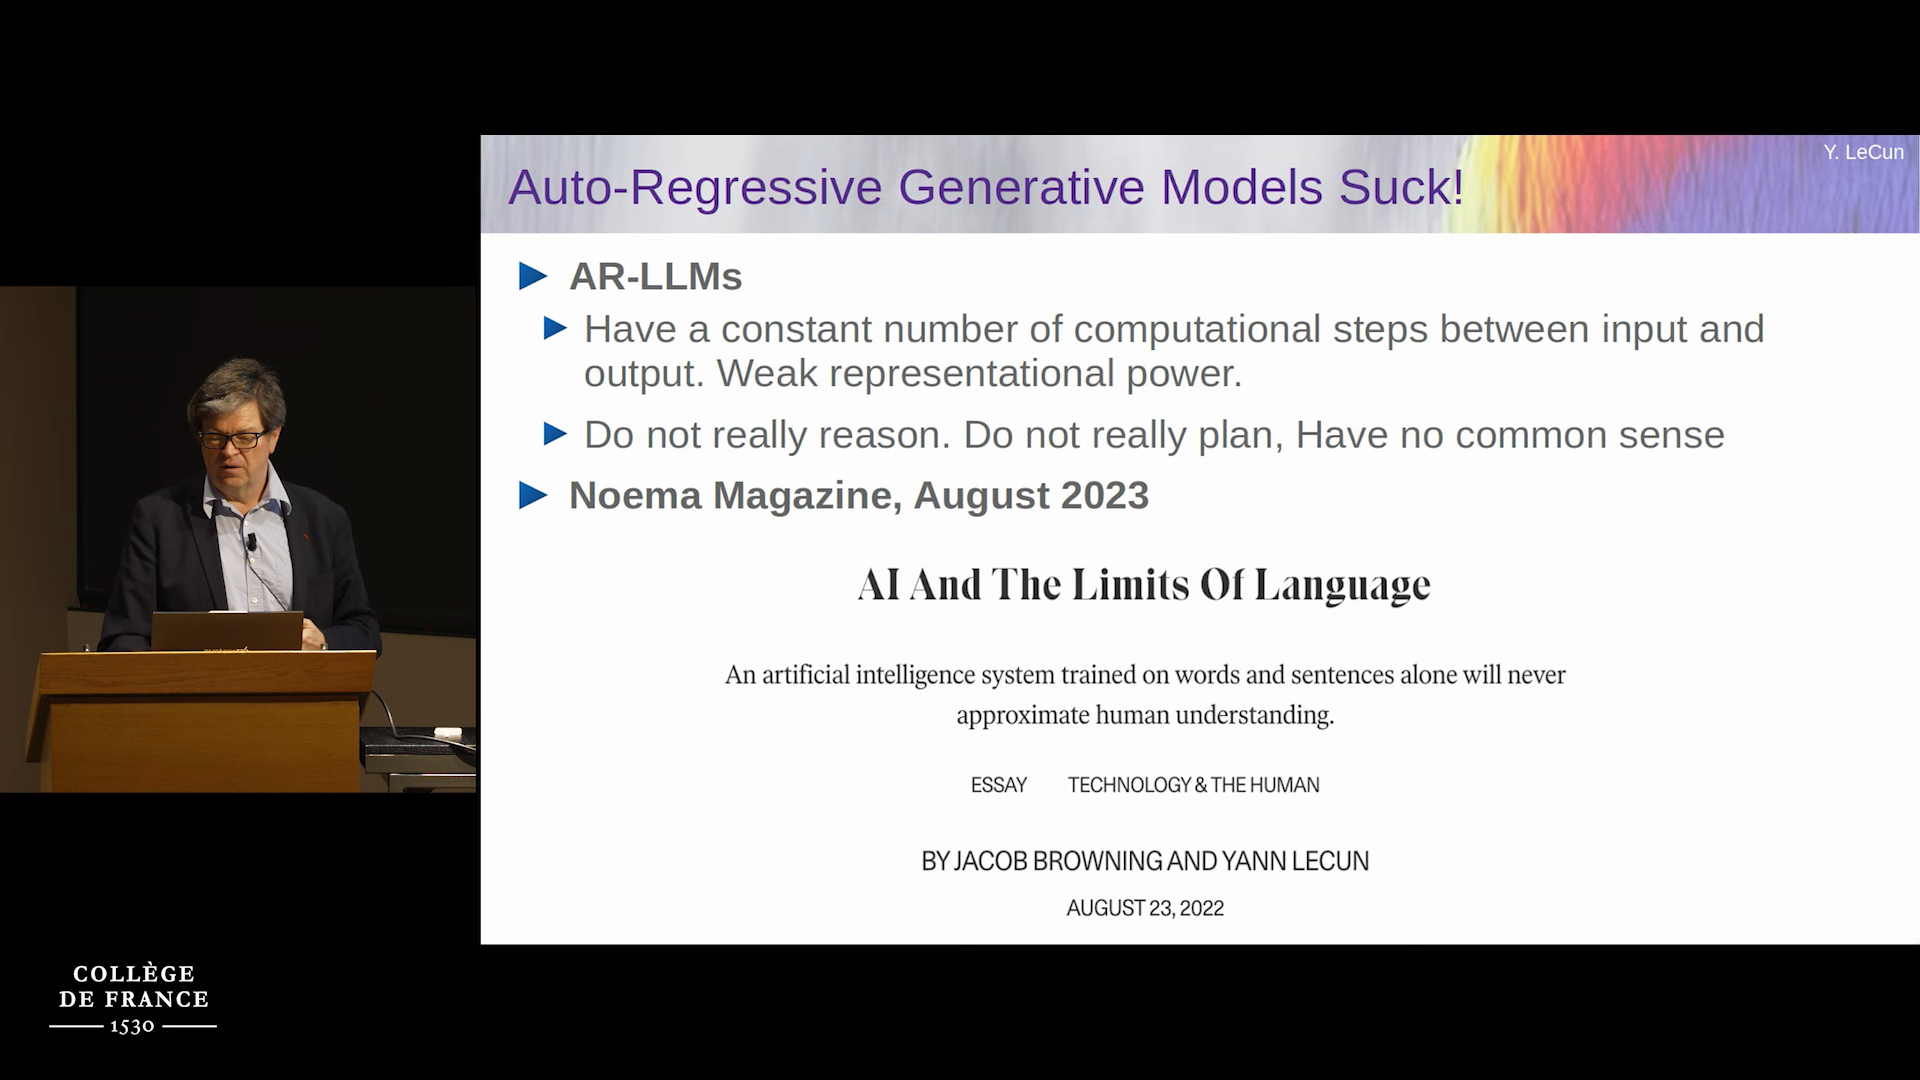 Y. LeCun
Auto-Regressive Generative Models Suck!
AR-LLMs
Have a constant number of computational steps between input and
output. Weak representational power.
Do not really reason. Do not really plan, Have no common sense
Noema Magazine, August 2023
AI And The Limits Of Language
An artificial intelligence system trained on words and sentences alone will never
approximate human understanding.
ESSAY TECHNOLOGY & THE HUMAN
BY JACOB BROWNING AND YANN LECUN
AUGUST 23, 2022
COLLÈGE
DE FRANCE
1530